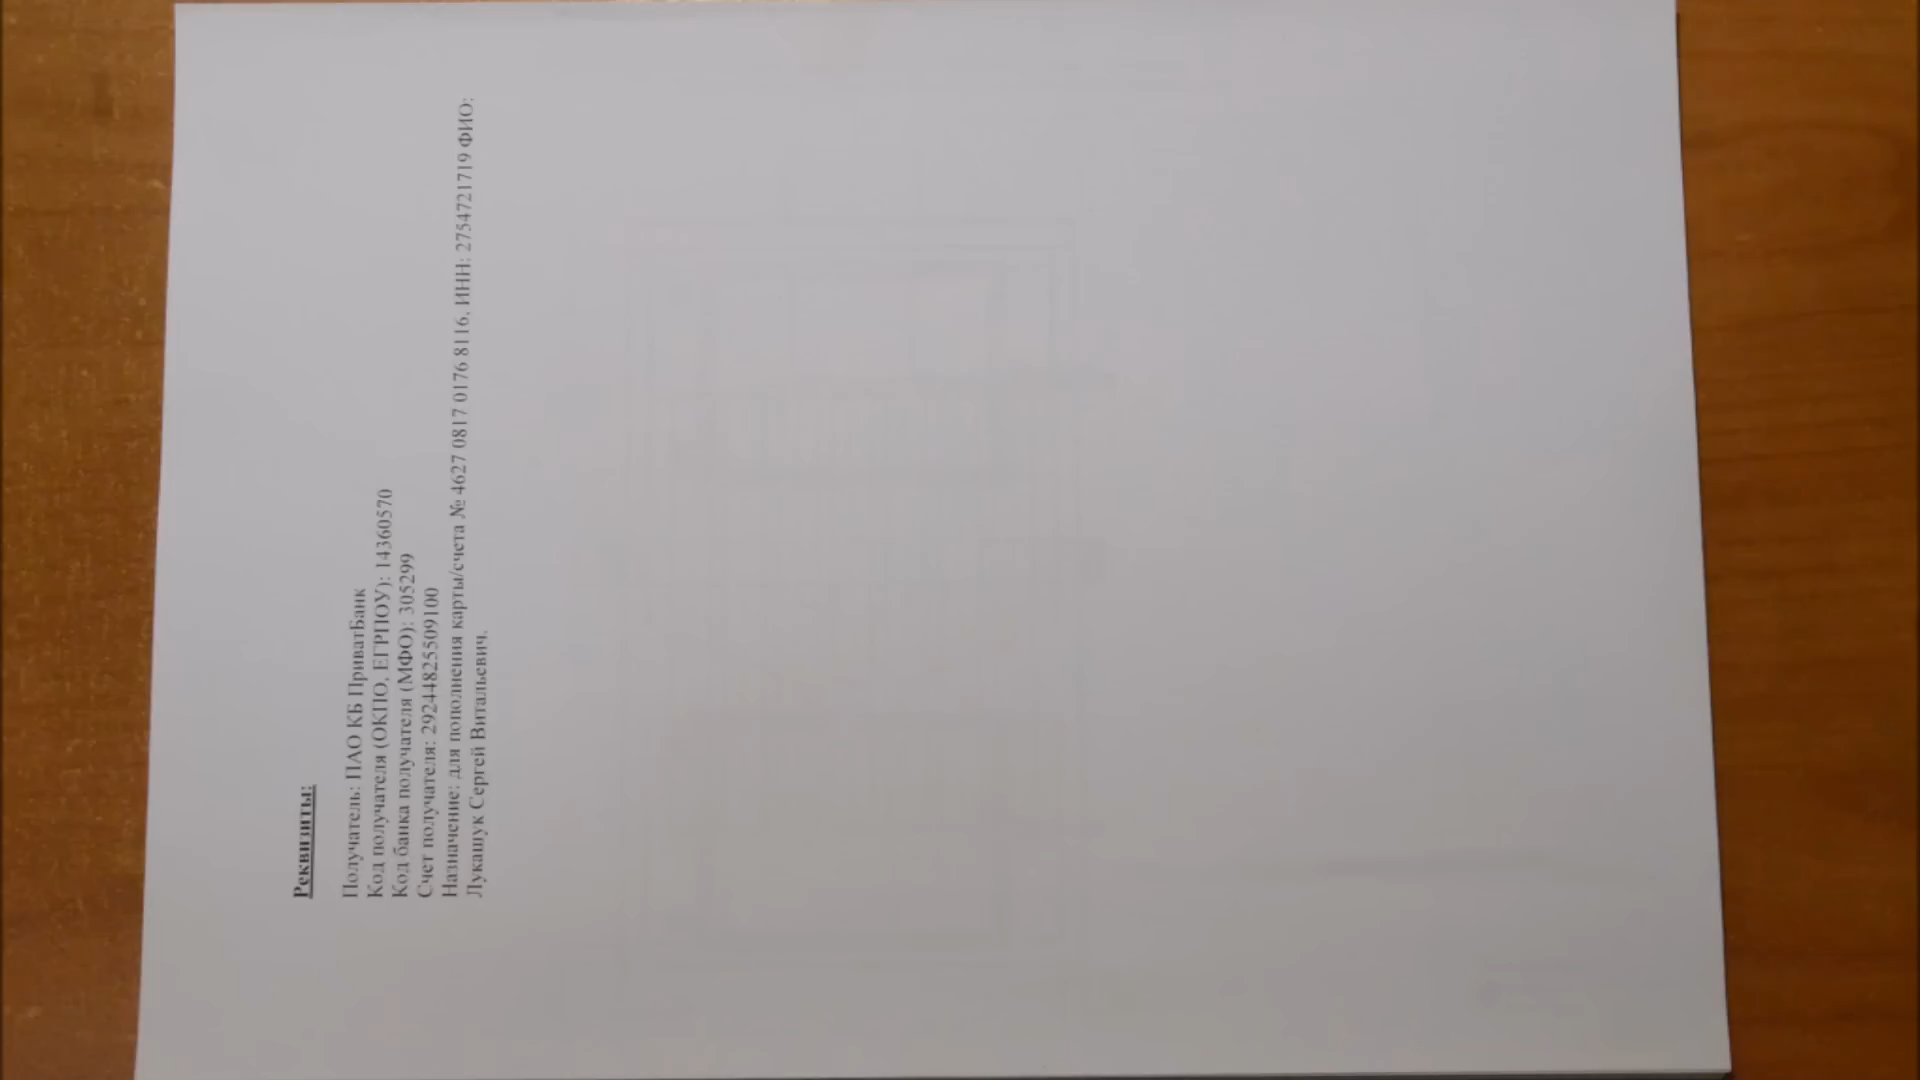 Реквизиты:
Получатель: ПАО КБ ПриватБанк
Код получателя (ОКПО, ЕГРПОУ): 14360570
Код банка получателя (МФО): 305299
Счет получателя: 29244825509100
Назначение: для пополнения карты/счета № 4627 0817 0176 8116, ИНН: 2754721719 ФИО:
Лукашук Сергей Витальевич.